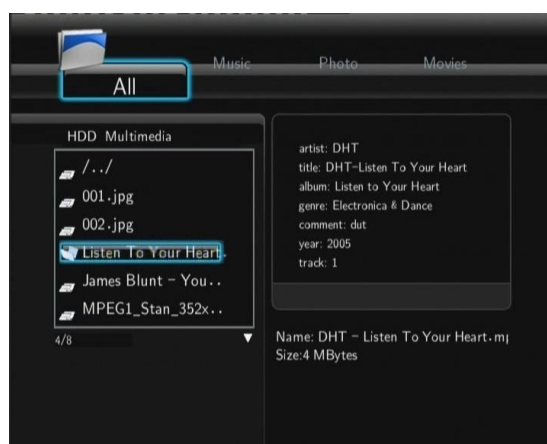 Music
Photo
Movies
All
HDD Multimedia
/../
001.jpg
002.jpg
Listen To Your Heart.
James Blunt - You..
MPEG1_Stan_352x..
4/8
artist: DHT
title: DHT-Listen To Your Heart
album: Listen to Your Heart
genre: Electronica & Dance
comment: dut
year: 2005
track: 1
Name: DHT - Listen To Your Heart.mp
Size:4 MBytes